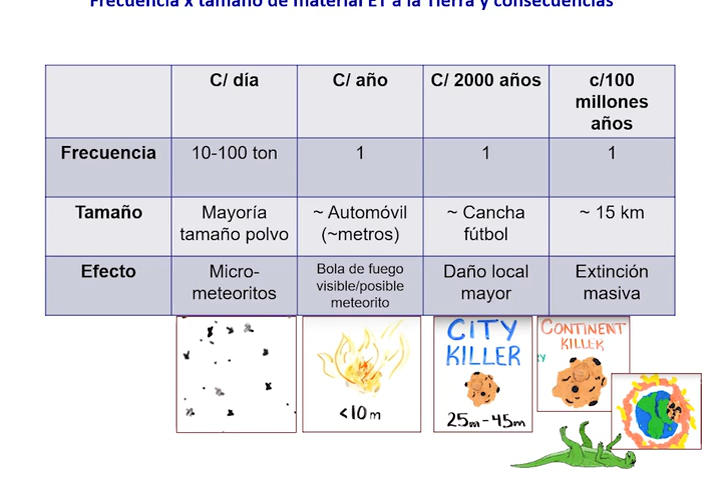 Frecuencia x tamaño de material ET a la Tierra y consecuencias
C/ día
C/ año
C/ 2000 años
c/100
millones
años
Frecuencia
10-100 ton
1
1
1
Tamaño
Mayoría
tamaño polvo
~ Automóvil
(~metros)
~ Cancha
fútbol
~ 15 km
Efecto
Micro-
meteoritos
Bola de fuego
visible/posible
meteorito
Daño local
mayor
Extinción
masiva
<10m
CITY
KILLER
25m-45m
CONTINENT
KILLER